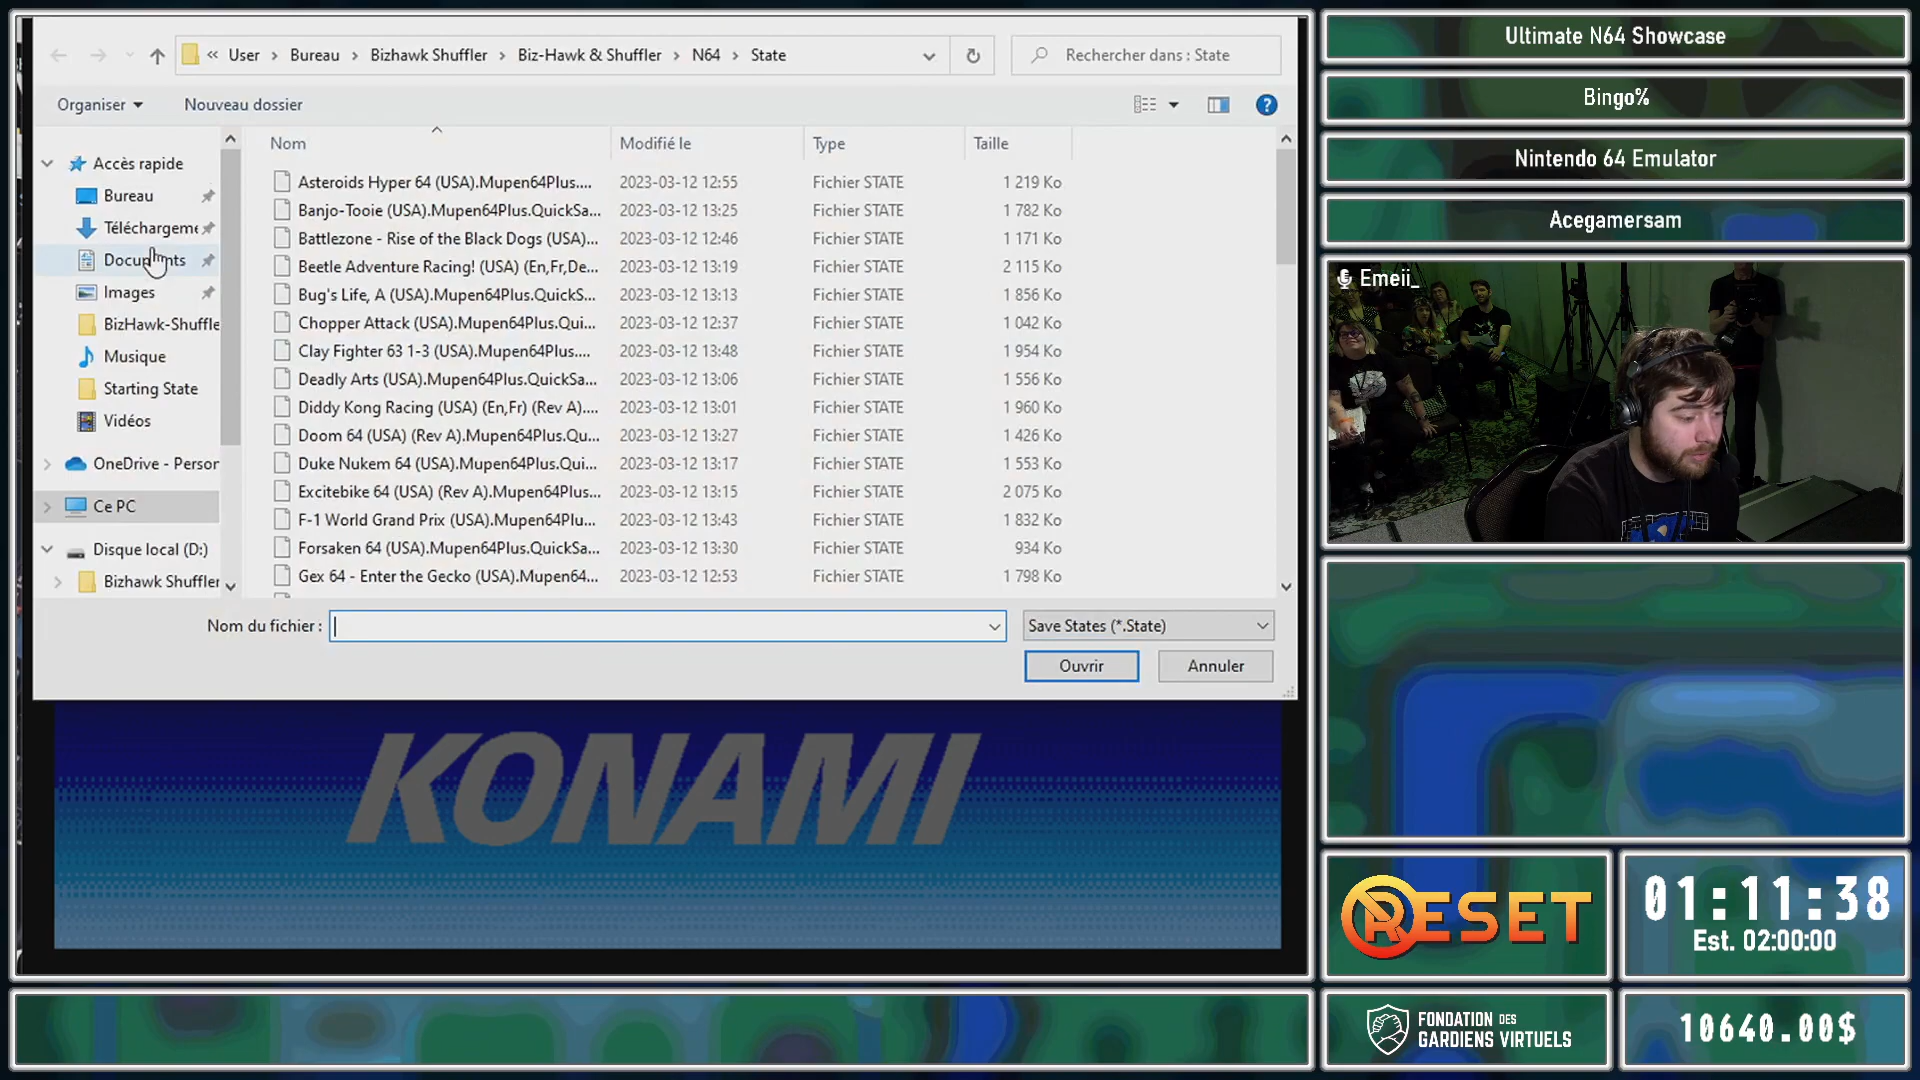 « User › Bureau › Bizhawk Shuffler › Biz-Hawk & Shuffler › N64 › State
Rechercher dans : State
Organiser
Nouveau dossier
Nom
Modifié le
Type
Taille
Accès rapide
Bureau
Téléchargeme
Documents
Images
BizHawk-Shuffle
Musique
Starting State
Vidéos
OneDrive - Person
Ce PC
Disque local (D:)
Bizhawk Shuffler
Asteroids Hyper 64 (USA).Mupen64Plus.... 2023-03-12 12:55 Fichier STATE 1 219 Ko
Banjo-Tooie (USA).Mupen64Plus.QuickSa... 2023-03-12 13:25 Fichier STATE 1 782 Ko
Battlezone - Rise of the Black Dogs (USA)... 2023-03-12 12:46 Fichier STATE 1 171 Ko
Beetle Adventure Racing! (USA) (En,Fr,De... 2023-03-12 13:19 Fichier STATE 2 115 Ko
Bug's Life, A (USA).Mupen64Plus.QuickS... 2023-03-12 13:13 Fichier STATE 1 856 Ko
Chopper Attack (USA).Mupen64Plus.Qui... 2023-03-12 12:37 Fichier STATE 1 042 Ko
Clay Fighter 63 1-3 (USA).Mupen64Plus.... 2023-03-12 13:48 Fichier STATE 1 954 Ko
Deadly Arts (USA).Mupen64Plus.QuickSa... 2023-03-12 13:06 Fichier STATE 1 556 Ko
Diddy Kong Racing (USA) (En,Fr) (Rev A).... 2023-03-12 13:01 Fichier STATE 1 960 Ko
Doom 64 (USA) (Rev A).Mupen64Plus.Qu... 2023-03-12 13:27 Fichier STATE 1 426 Ko
Duke Nukem 64 (USA).Mupen64Plus.Qui... 2023-03-12 13:17 Fichier STATE 1 553 Ko
Excitebike 64 (USA) (Rev A).Mupen64Plus... 2023-03-12 13:15 Fichier STATE 2 075 Ko
F-1 World Grand Prix (USA).Mupen64Plu... 2023-03-12 13:43 Fichier STATE 1 832 Ko
Forsaken 64 (USA).Mupen64Plus.QuickSa... 2023-03-12 13:30 Fichier STATE 934 Ko
Gex 64 - Enter the Gecko (USA).Mupen64... 2023-03-12 12:53 Fichier STATE 1 798 Ko
Nom du fichier :
Save States (*.State)
Ouvrir
Annuler
KONAMI
Ultimate N64 Showcase
Bingo%
Nintendo 64 Emulator
Acegamersam
Emeii_
RESET
01:11:38
Est. 02:00:00
FONDATION DES
GARDIENS VIRTUELS
10640.00$